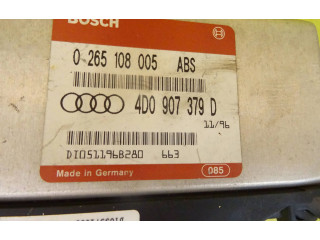 BOSCH
0 265 108 005 ABS
4D0 907 379 D
11/96
DIO511968280 663
Made in Germany
085